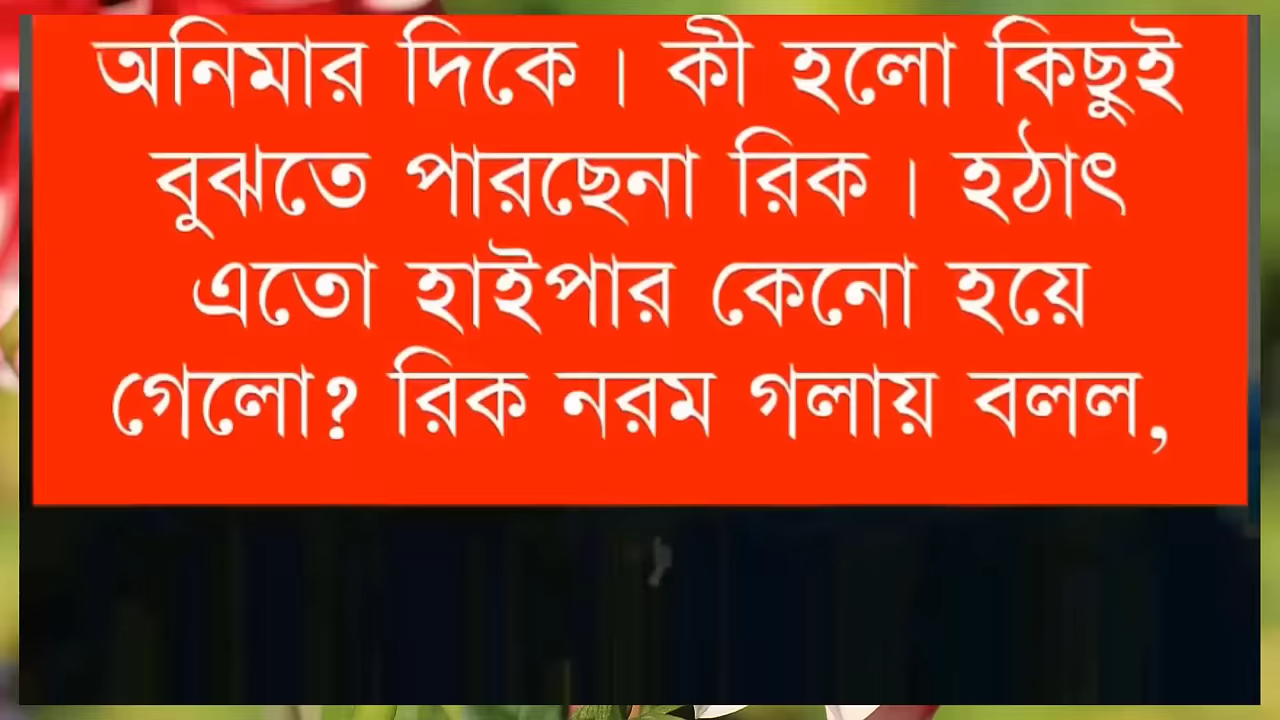 অনিমার দিকে। কী হলো কিছুই
বুঝতে পারছেনা রিক। হঠাৎ
এতো হাইপার কেনো হয়ে
গেলো? রিক নরম গলায় বলল,